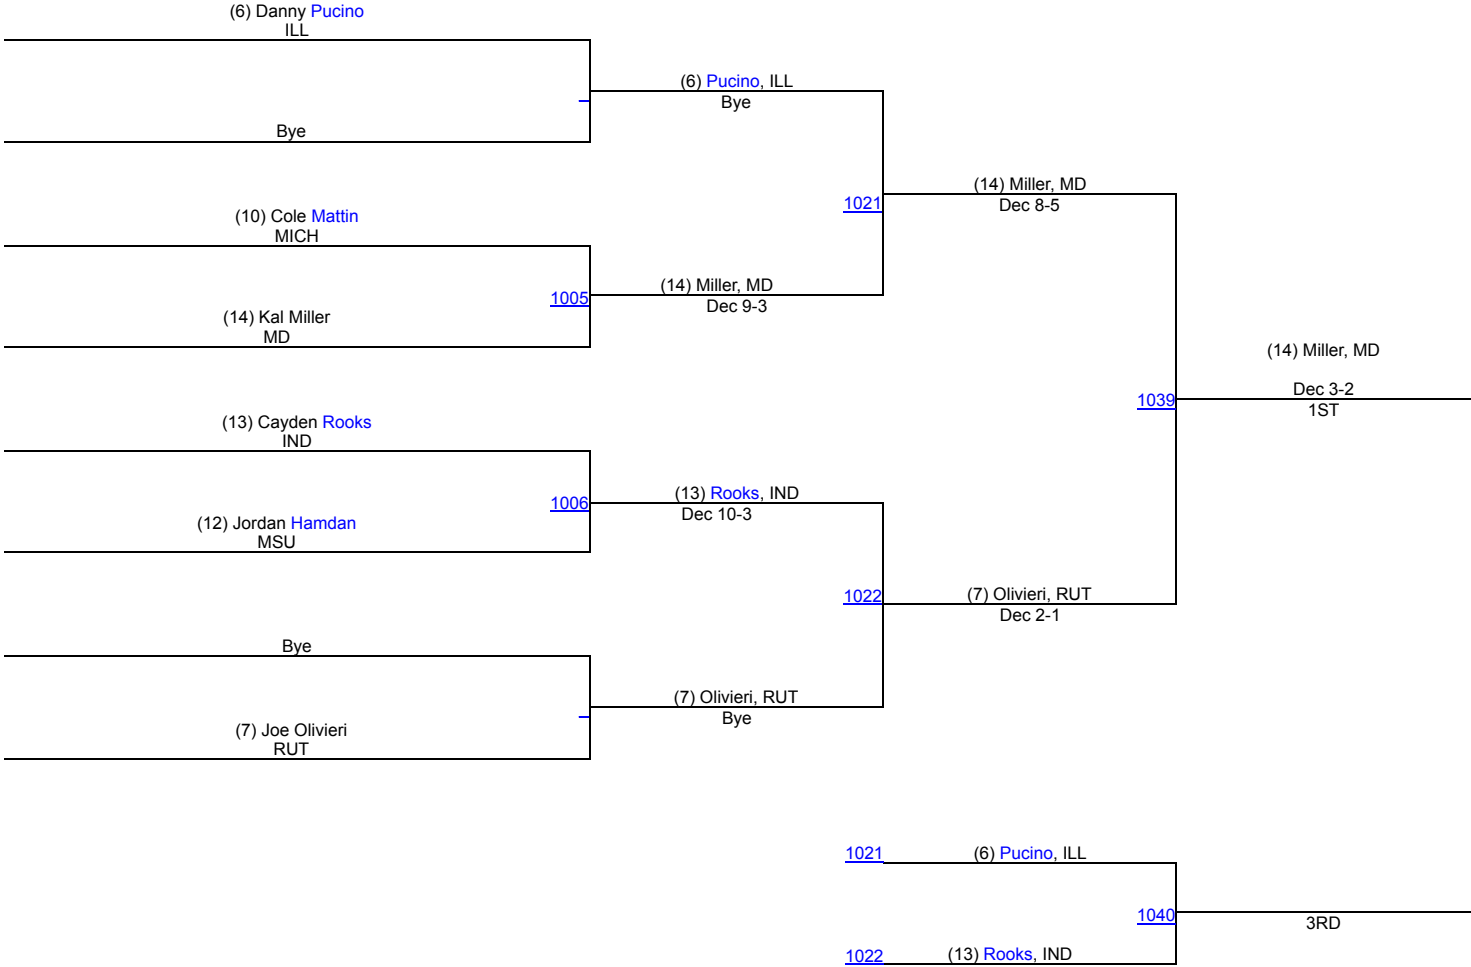 (6) Danny Pucino
ILL
(6) Pucino, ILL
Bye
Bye
(14) Miller, MD
1021
Dec 8-5
(10) Cole Mattin
MICH
(14) Miller, MD
1005
Dec 9-3
(14) Kal Miller
MD
(14) Miller, MD
Dec 3-2
1039
1ST
(13) Cayden Rooks
IND
(13) Rooks, IND
1006
Dec 10-3
(12) Jordan Hamdan
MSU
(7) Olivieri, RUT
1022
Dec 2-1
Bye
(7) Olivieri, RUT
Bye
(7) Joe Olivieri
RUT
1021 (6) Pucino, ILL
1040
3RD
1022 (13) Rooks, IND